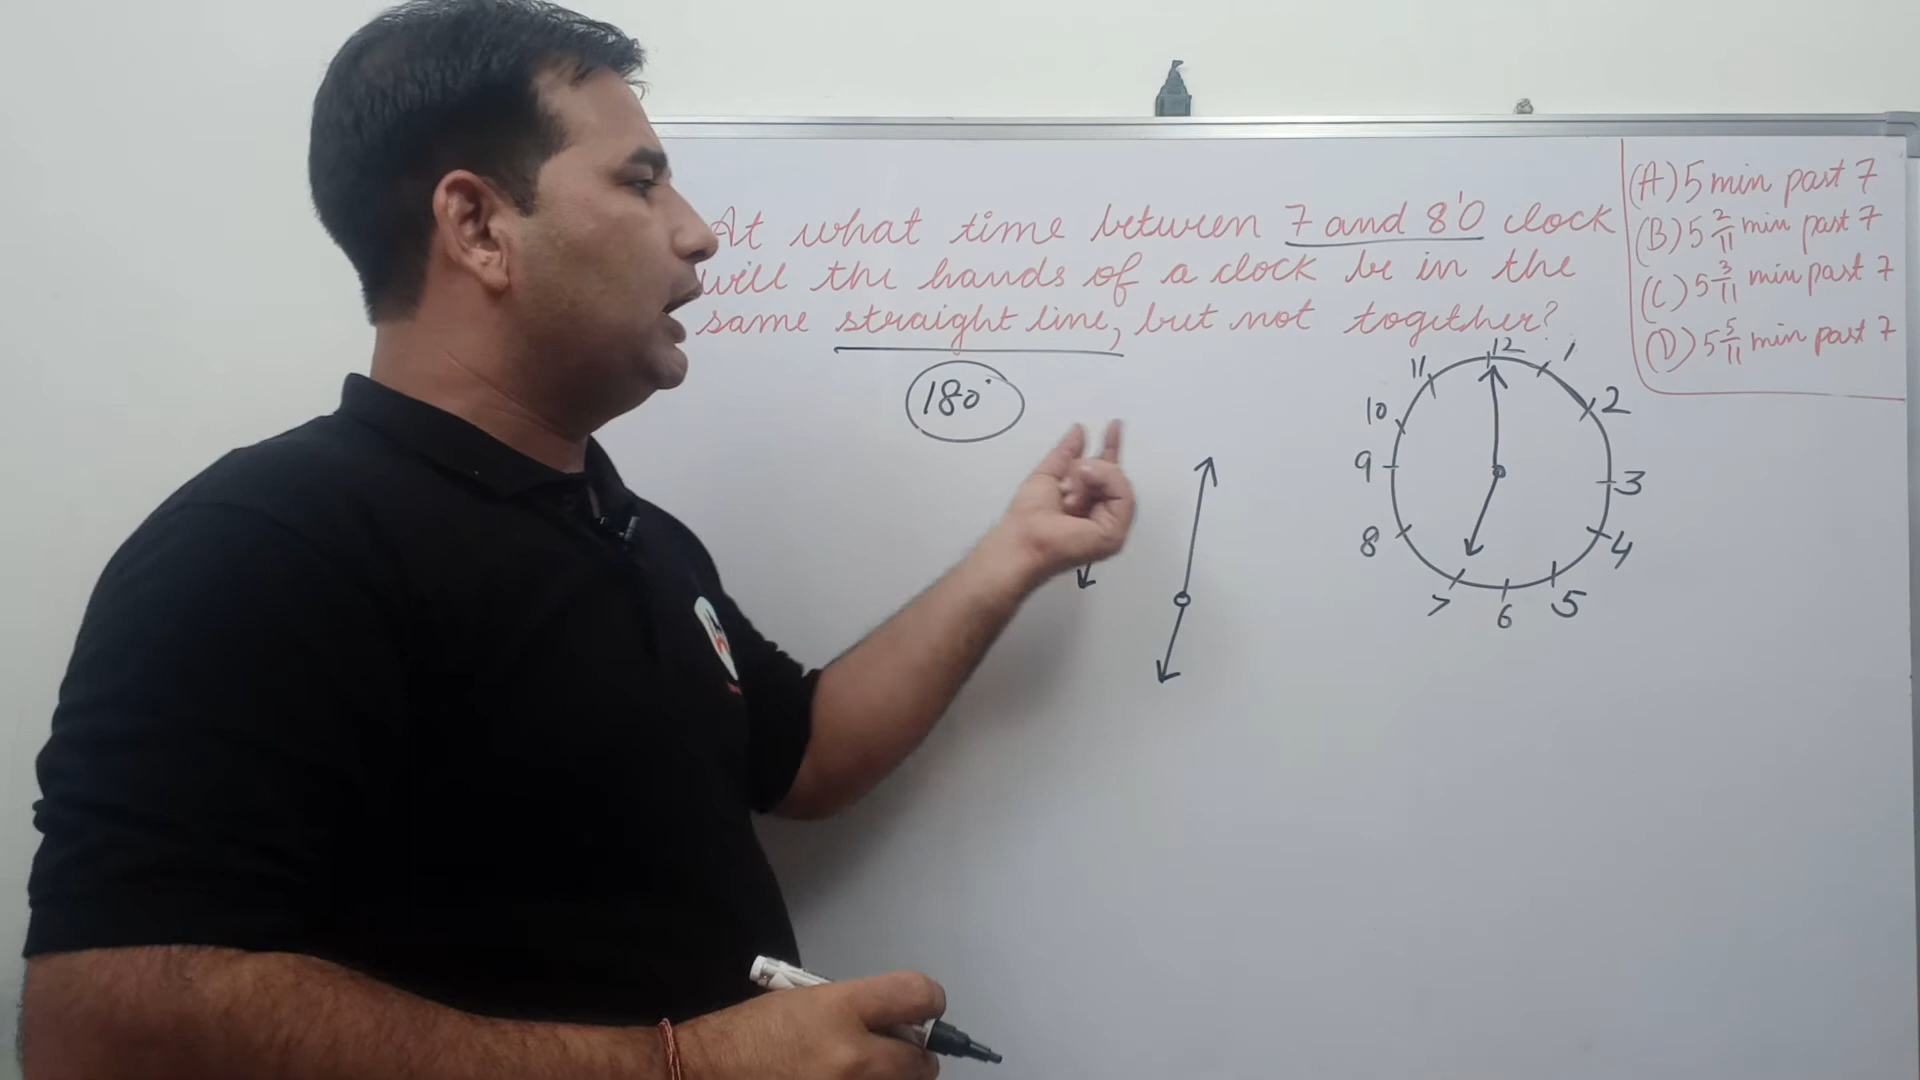 At what time between 7 and 8'0 clock
will the hands of a clock be in the
same straight line, but not together?
180°
(A) 5 min past 7
(B) 5 2/11 min past 7
(C) 5 3/11 min past 7
(D) 5 5/11 min past 7
12
1
2
3
4
5
6
7
8
9
10
11